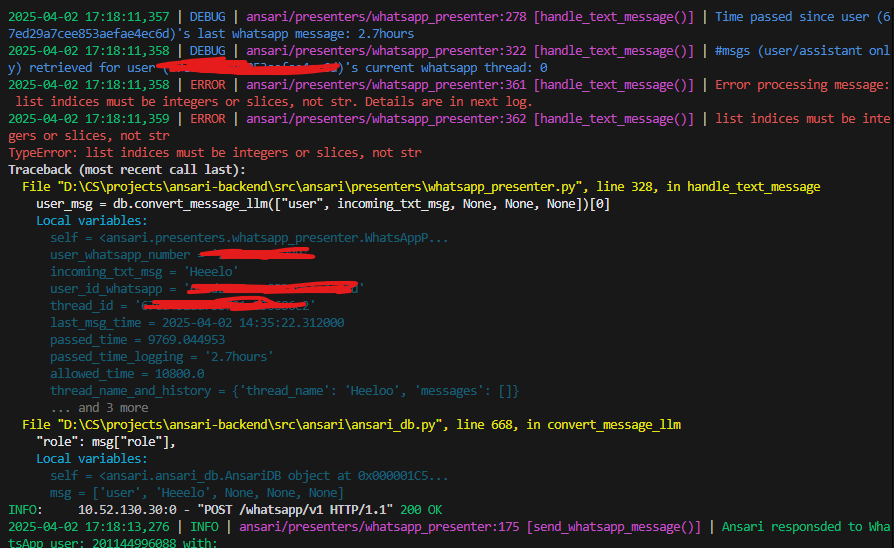 2025-04-02 17:18:11,357 | DEBUG | ansari/presenters/whatsapp_presenter:278 [handle_text_message()] | Time passed since user (6
7ed29a7cee853aefae4ec6d)'s last whatsapp message: 2.7hours
2025-04-02 17:18:11,358 | DEBUG | ansari/presenters/whatsapp_presenter:322 [handle_text_message()] | #msgs (user/assistant onl
y) retrieved for user ( )'s current whatsapp thread: 0
2025-04-02 17:18:11,358 | ERROR | ansari/presenters/whatsapp_presenter:361 [handle_text_message()] | Error processing message:
list indices must be integers or slices, not str. Details are in next log.
2025-04-02 17:18:11,359 | ERROR | ansari/presenters/whatsapp_presenter:362 [handle_text_message()] | list indices must be inte
gers or slices, not str
TypeError: list indices must be integers or slices, not str
Traceback (most recent call last):
File "D:\CS\projects\ansari-backend\src\ansari\presenters\whatsapp_presenter.py", line 328, in handle_text_message
user_msg = db.convert_message_llm(["user", incoming_txt_msg, None, None, None])[0]
Local variables:
self = <ansari.presenters.whatsapp_presenter.WhatsAppP...
user_whatsapp_number =
incoming_txt_msg = 'Heeelo'
user_id_whatsapp =
thread_id =
last_msg_time = 2025-04-02 14:35:22.312000
passed_time = 9769.044953
passed_time_logging = '2.7hours'
allowed_time = 10800.0
thread_name_and_history = {'thread_name': 'Heeloo', 'messages': []}
... and 3 more
File "D:\CS\projects\ansari-backend\src\ansari\ansari_db.py", line 668, in convert_message_llm
"role": msg["role"],
Local variables:
self = <ansari.ansari_db.AnsariDB object at 0x000001C5...
msg = ['user', 'Heeelo', None, None, None]
INFO: 10.52.130.30:0 - "POST /whatsapp/v1 HTTP/1.1" 200 OK
2025-04-02 17:18:13,276 | INFO | ansari/presenters/whatsapp_presenter:175 [send_whatsapp_message()] | Ansari responsded to Wha
tsApp user: 201144996088 with: